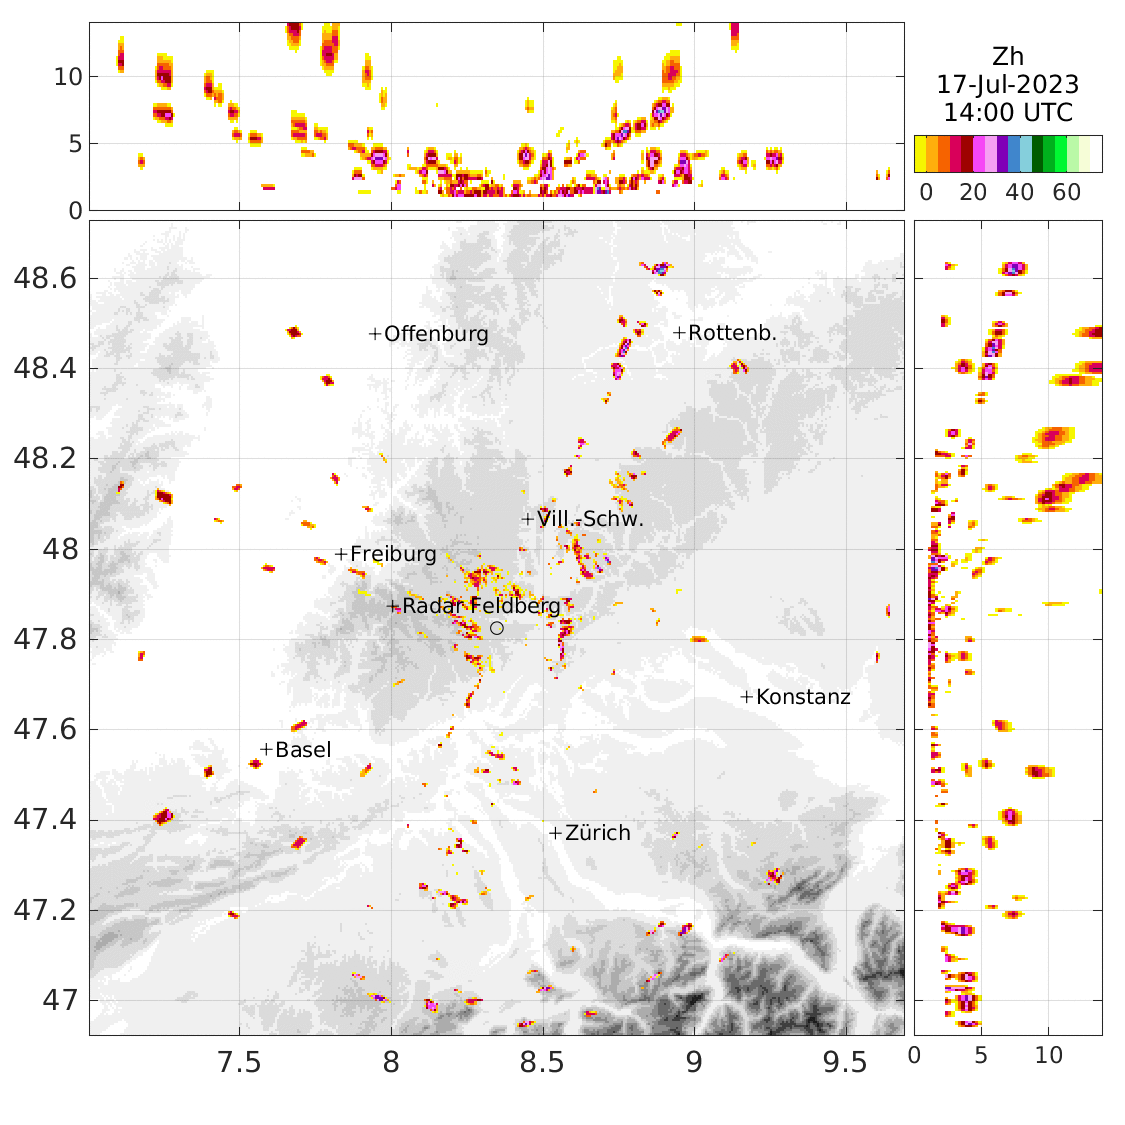 Zh
17-Jul-2023
14:00 UTC
0 20 40 60
10
5
0
48.6
48.4
48.2
48
47.8
47.6
47.4
47.2
47
+Offenburg
+Rottenb.
+Vill.-Schw.
+Freiburg
+Radar Feldberg
+Konstanz
+Basel
+Zürich
7.5 8 8.5 9 9.5
0 5 10